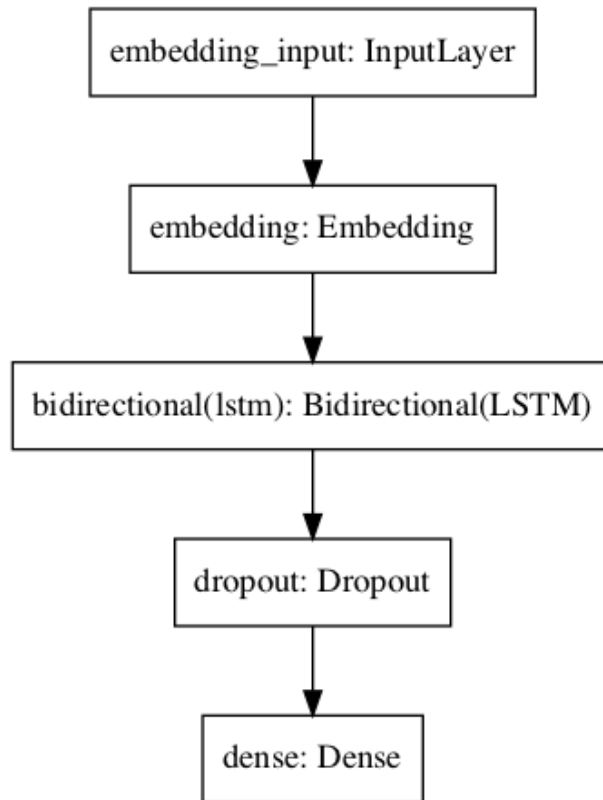 embedding_input: InputLayer
embedding: Embedding
bidirectional(lstm): Bidirectional(LSTM)
dropout: Dropout
dense: Dense